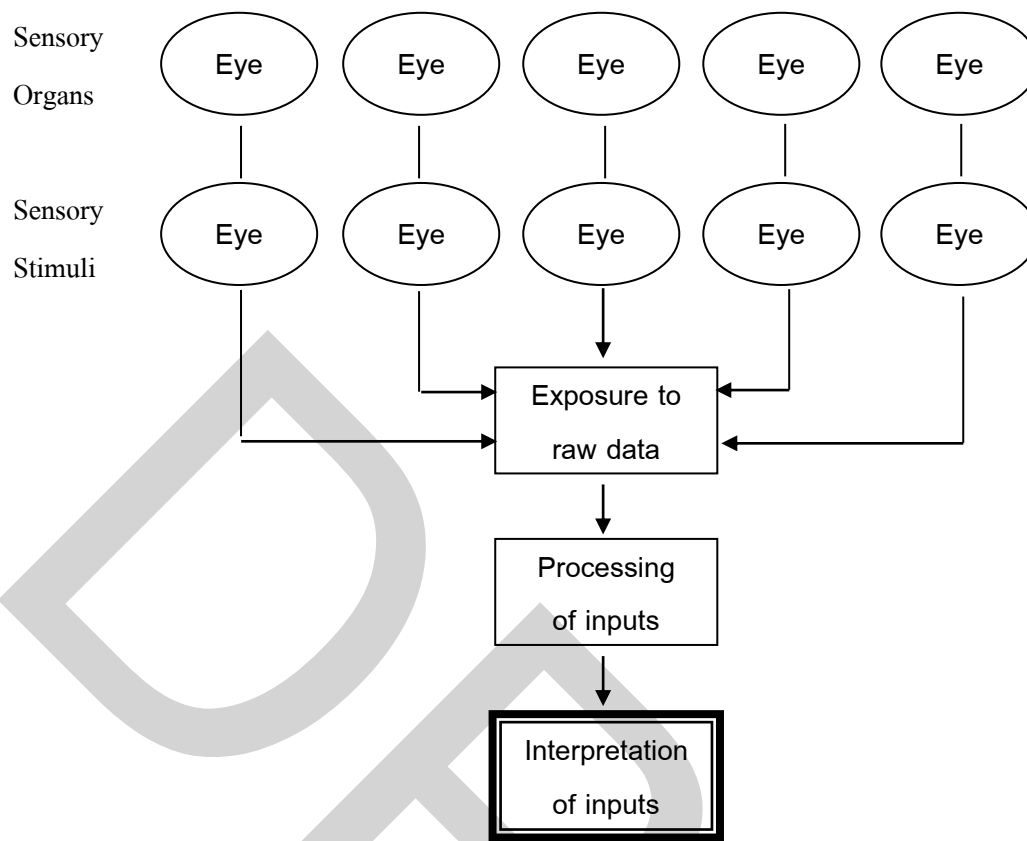 Sensory
Organs
Eye Eye Eye Eye Eye
Sensory
Stimuli
Eye Eye Eye Eye Eye
Exposure to
raw data
Processing
of inputs
Interpretation
of inputs